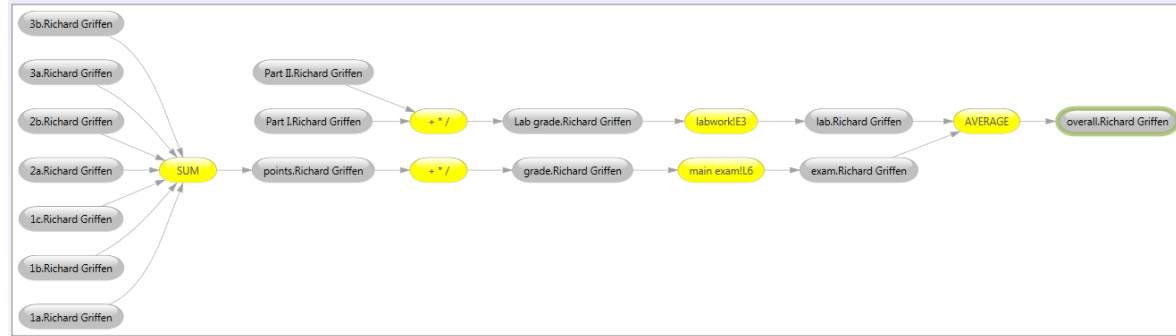 3b.Richard Griffen
3a.Richard Griffen
Part II.Richard Griffen
2b.Richard Griffen
Part I.Richard Griffen
+ * /
Lab grade.Richard Griffen
labwork!E3
lab.Richard Griffen
AVERAGE
overall.Richard Griffen
2a.Richard Griffen
SUM
points.Richard Griffen
+ * /
grade.Richard Griffen
main exam!L6
exam.Richard Griffen
1c.Richard Griffen
1b.Richard Griffen
1a.Richard Griffen